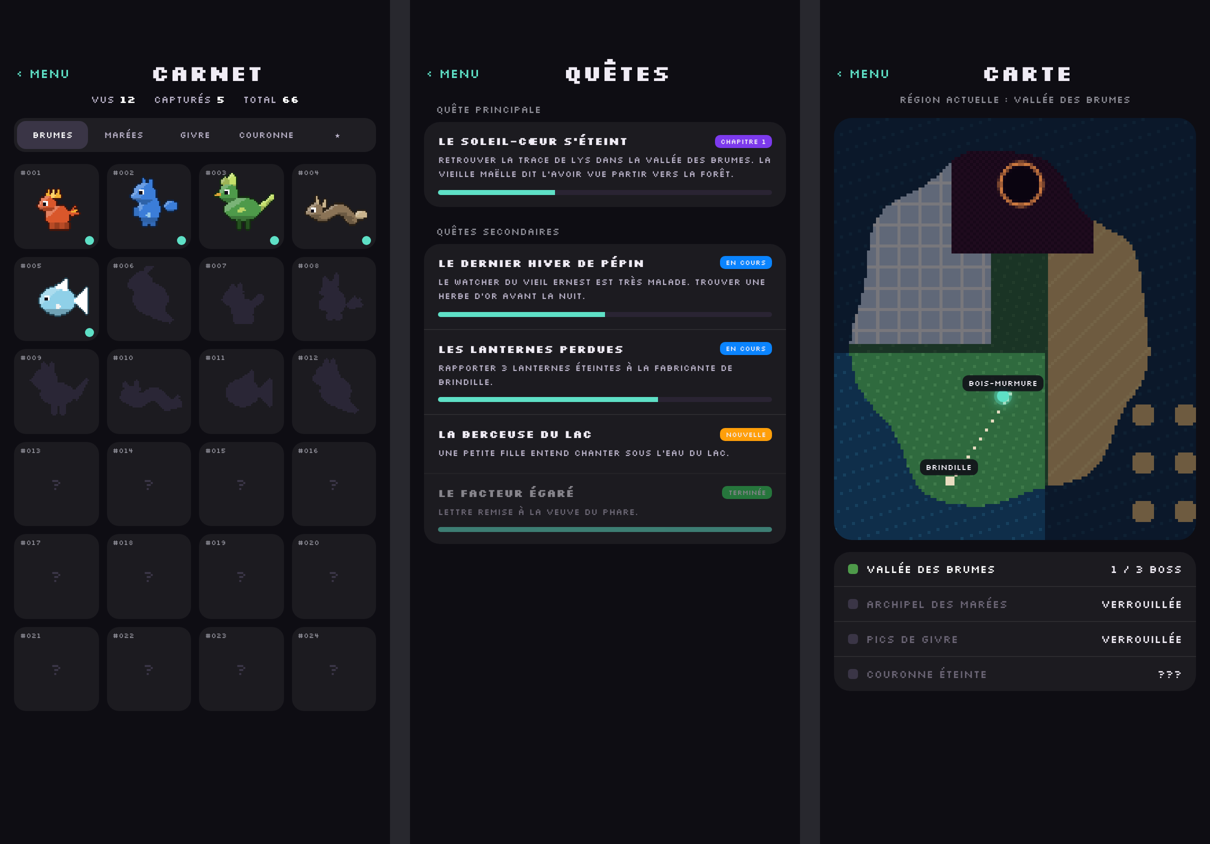 < MENU
CARNET
VUS 12 CAPTURÉS 5 TOTAL 66
BRUMES MARÉES GIVRE COURONNE ★
#001 #002 #003 #004
#005 #006 #007 #008
#009 #010 #011 #012
#013 #014 #015 #016
? ? ? ?
#017 #018 #019 #020
? ? ? ?
#021 #022 #023 #024
? ? ? ?
< MENU
QUÊTES
QUÊTE PRINCIPALE
LE SOLEIL-CŒUR S'ÉTEINT CHAPITRE 1
RETROUVER LA TRACE DE LYS DANS LA VALLÉE DES BRUMES. LA
VIEILLE MAËLLE DIT L'AVOIR VUE PARTIR VERS LA FORÊT.
QUÊTES SECONDAIRES
LE DERNIER HIVER DE PÉPIN EN COURS
LE WATCHER DU VIEIL ERNEST EST TRÈS MALADE. TROUVER UNE
HERBE D'OR AVANT LA NUIT.
LES LANTERNES PERDUES EN COURS
RAPPORTER 3 LANTERNES ÉTEINTES À LA FABRICANTE DE
BRINDILLE.
LA BERCEUSE DU LAC NOUVELLE
UNE PETITE FILLE ENTEND CHANTER SOUS L'EAU DU LAC.
LE FACTEUR ÉGARÉ TERMINÉE
LETTRE REMISE À LA VEUVE DU PHARE.
< MENU
CARTE
RÉGION ACTUELLE : VALLÉE DES BRUMES
BOIS-MURMURE
BRINDILLE
VALLÉE DES BRUMES 1 / 3 BOSS
ARCHIPEL DES MARÉES VERROUILLÉE
PICS DE GIVRE VERROUILLÉE
COURONNE ÉTEINTE ???